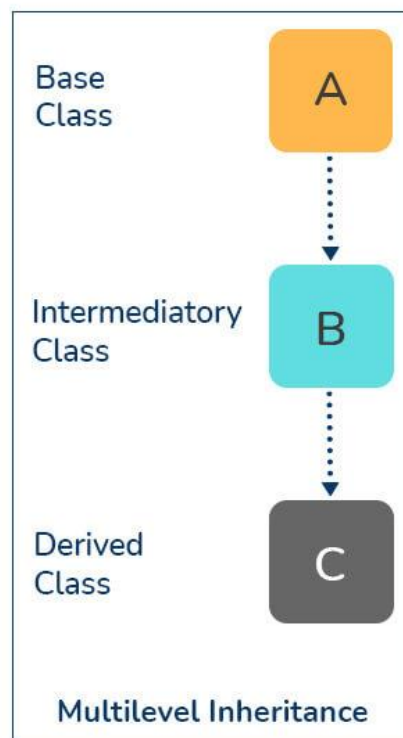 Base
Class
A
Intermediatory
Class
B
Derived
Class
C
Multilevel Inheritance